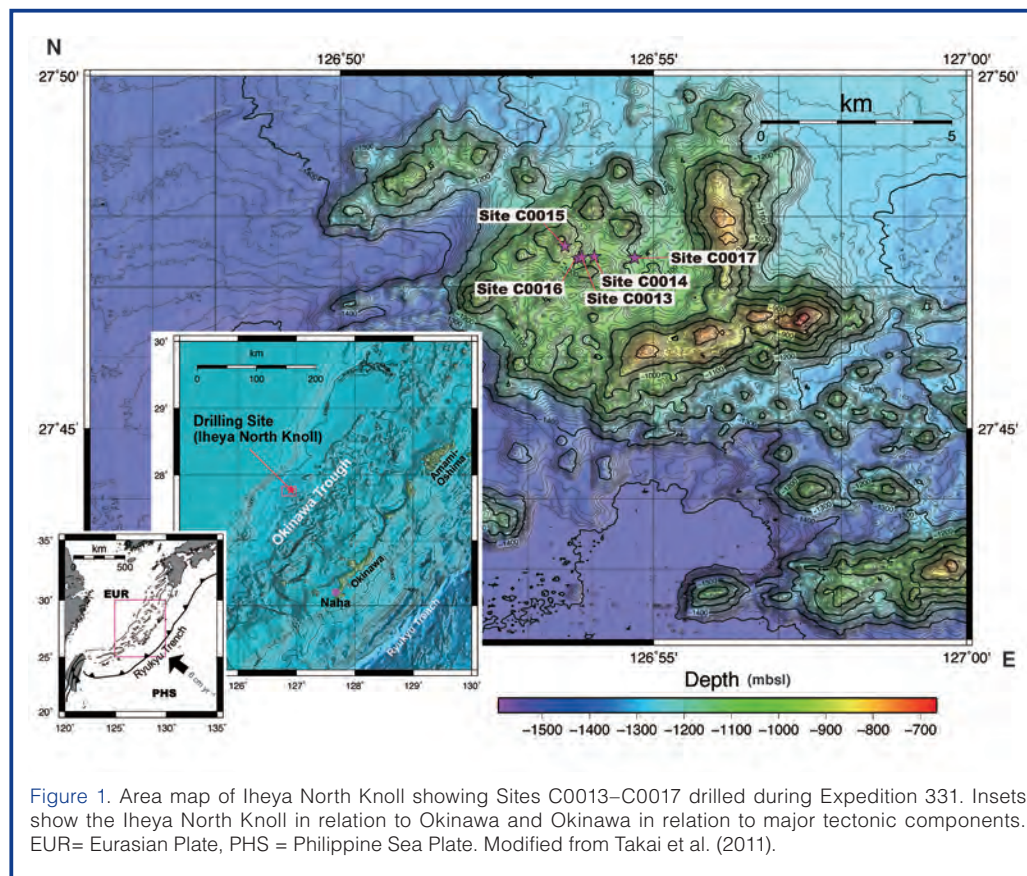 N
126˚50'
126˚55'
127˚00'
27˚50'
27˚50'
km
0
5
Site C0015
Site C0017
Site C0014
Site C0016
Site C0013
27˚45'
27˚45'
126˚55'
127˚00'
E
km
0
100
200
30˚
29˚
28˚
Drilling Site
(Iheya North Knoll)
Okinawa Trough
Amami-
Oshima
Okinawa
Naha
Ryukyu Trench
126˚
127˚
128˚
129˚
130˚
km
500
35˚
30˚
25˚
20˚
EUR
Ryukyu Trench
PHS
6 cm yr⁻¹
120˚
125˚
130˚
135˚
Depth (mbsl)
−1500
−1400
−1300
−1200
−1100
−1000
−900
−800
−700
Figure 1. Area map of Iheya North Knoll showing Sites C0013–C0017 drilled during Expedition 331. Insets
show the Iheya North Knoll in relation to Okinawa and Okinawa in relation to major tectonic components.
EUR= Eurasian Plate, PHS = Philippine Sea Plate. Modified from Takai et al. (2011).